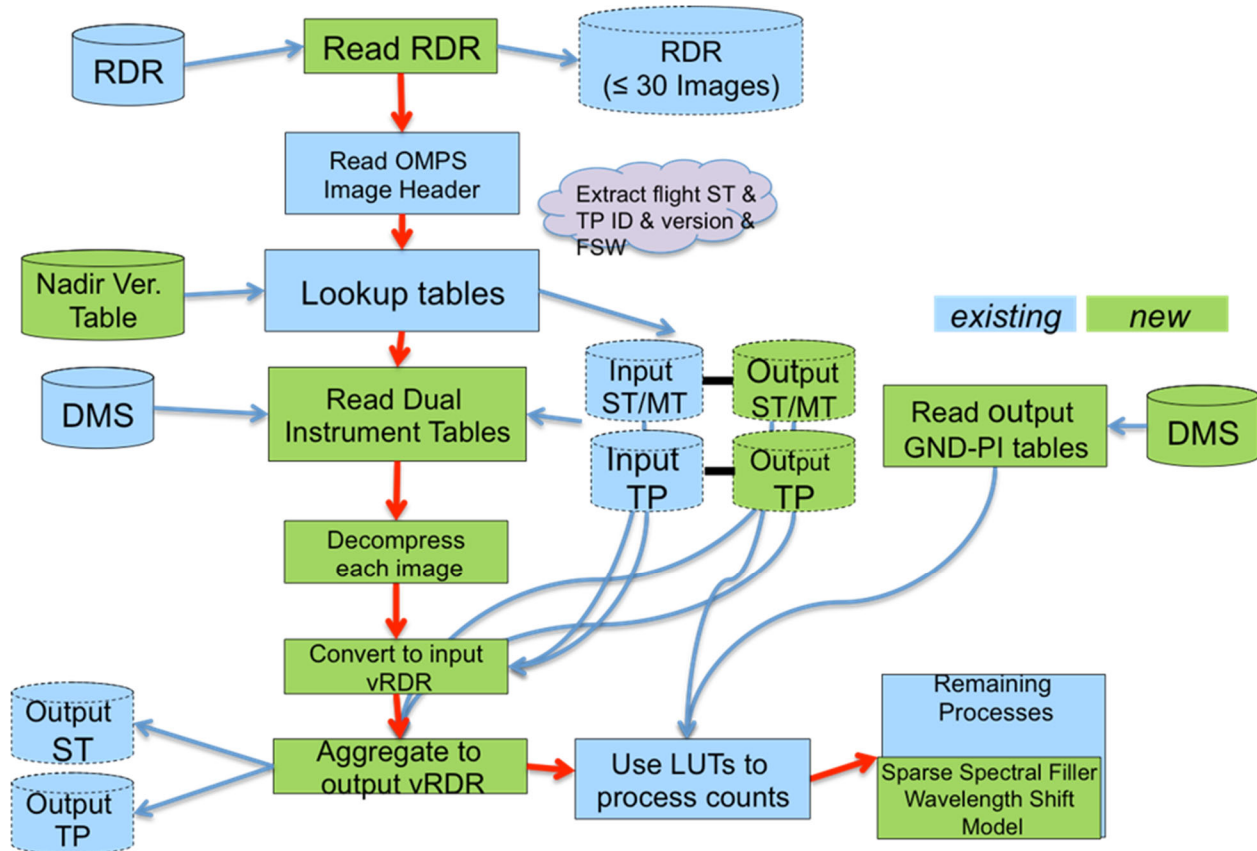 RDR
Read RDR
RDR
(≤ 30 Images)
Read OMPS
Image Header
Extract flight ST &
TP ID & version &
FSW
Nadir Ver.
Table
Lookup tables
existing
new
DMS
Read Dual
Instrument Tables
Input
ST/MT
Output
ST/MT
Input
TP
Output
TP
Read output
GND-PI tables
DMS
Decompress
each image
Convert to input
vRDR
Output
ST
Output
TP
Aggregate to
output vRDR
Use LUTs to
process counts
Remaining
Processes
Sparse Spectral Filler
Wavelength Shift
Model